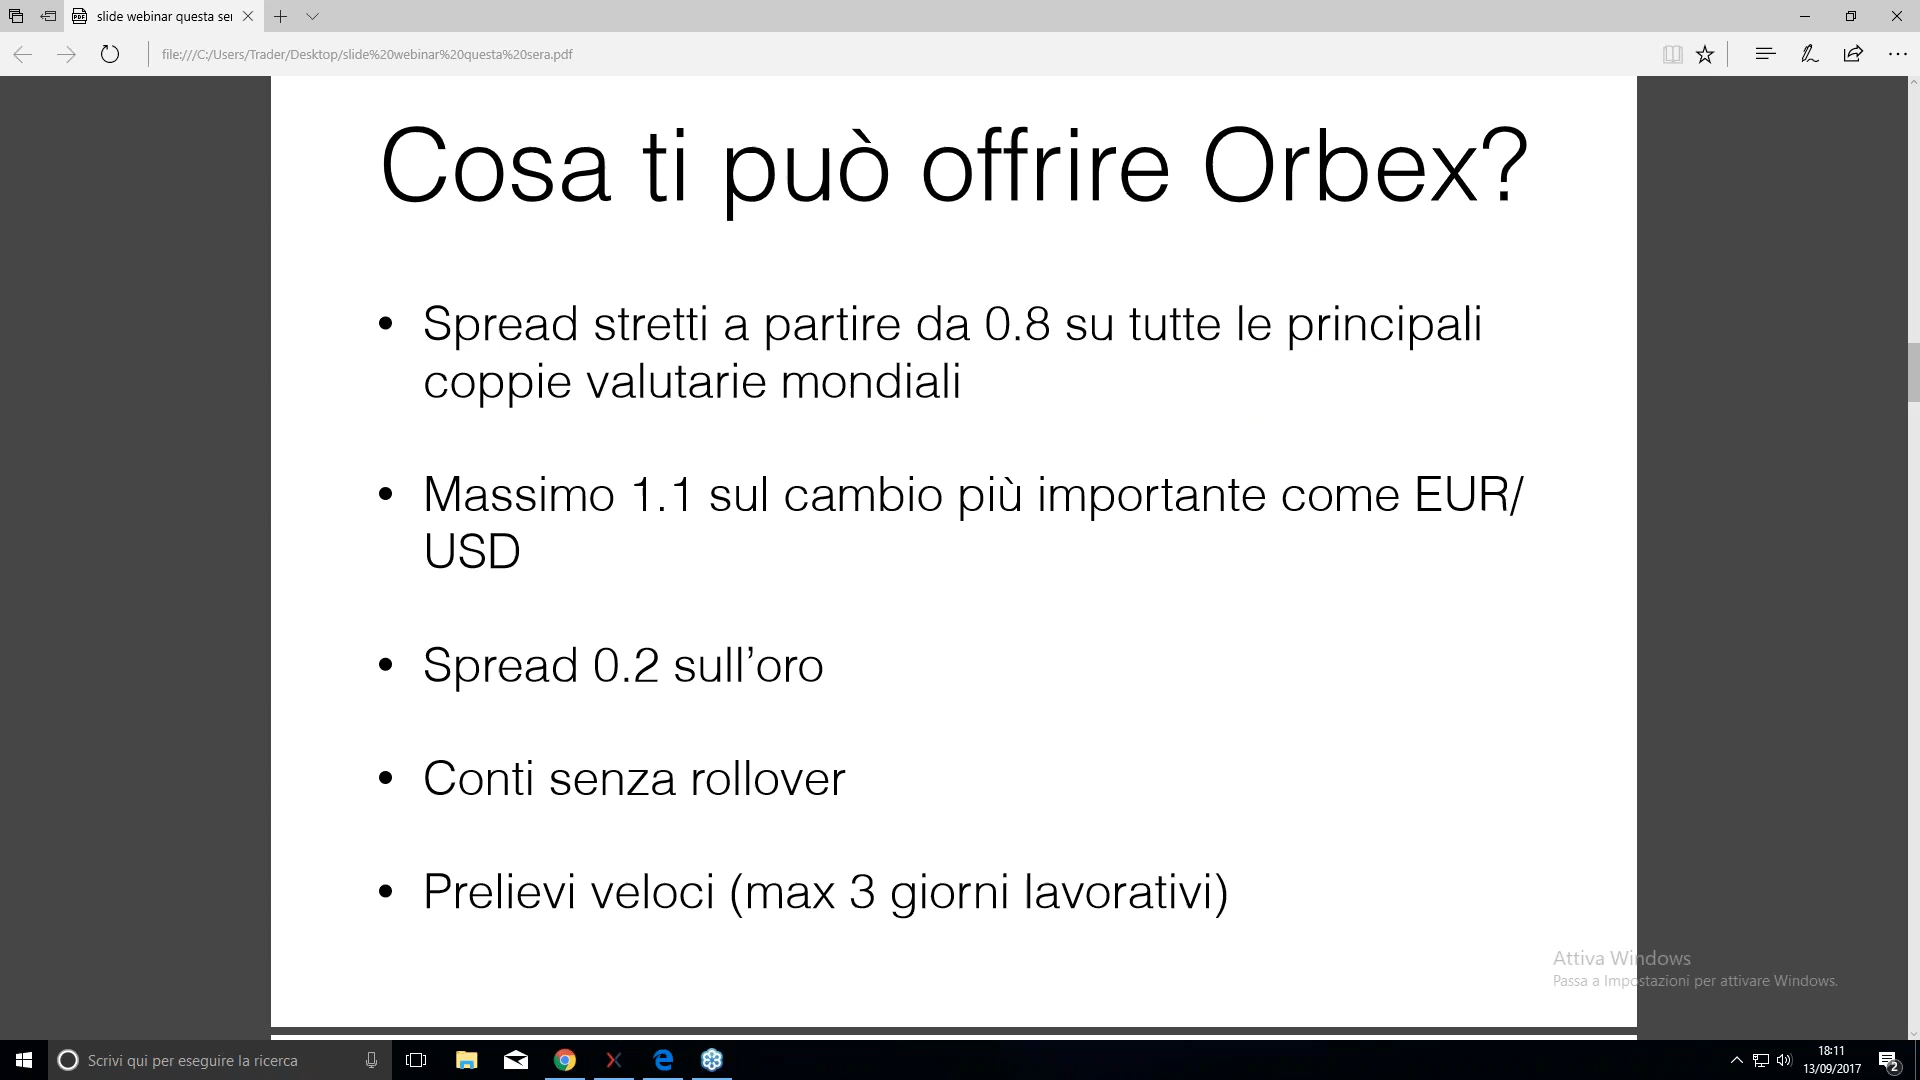 slide webinar questa ser
file:///C:/Users/Trader/Desktop/slide%20webinar%20questa%20sera.pdf
Cosa ti può offrire Orbex?
• Spread stretti a partire da 0.8 su tutte le principali
coppie valutarie mondiali
• Massimo 1.1 sul cambio più importante come EUR/
USD
• Spread 0.2 sull’oro
• Conti senza rollover
• Prelievi veloci (max 3 giorni lavorativi)
Attiva Windows
Passa a Impostazioni per attivare Windows.
Scrivi qui per eseguire la ricerca
18:11
13/09/2017
2